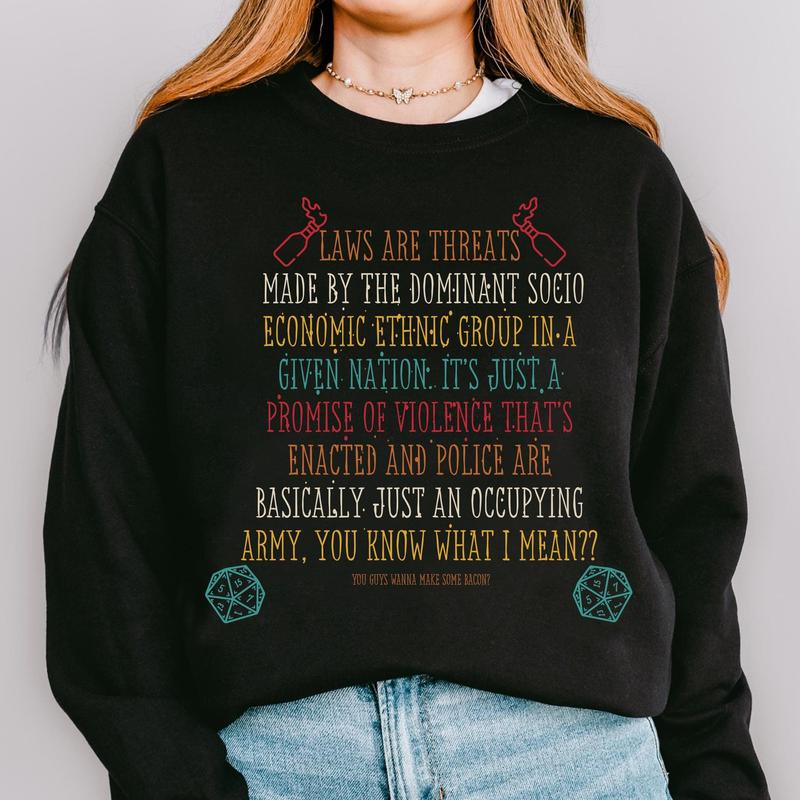 LAWS ARE THREATS
MADE BY THE DOMINANT SOCIO
ECONOMIC ETHNIC GROUP IN A
GIVEN NATION. IT'S JUST A
PROMISE OF VIOLENCE THAT'S
ENACTED AND POLICE ARE
BASICALLY JUST AN OCCUPYING
ARMY, YOU KNOW WHAT I MEAN??
YOU GUYS WANNA MAKE SOME BACON?